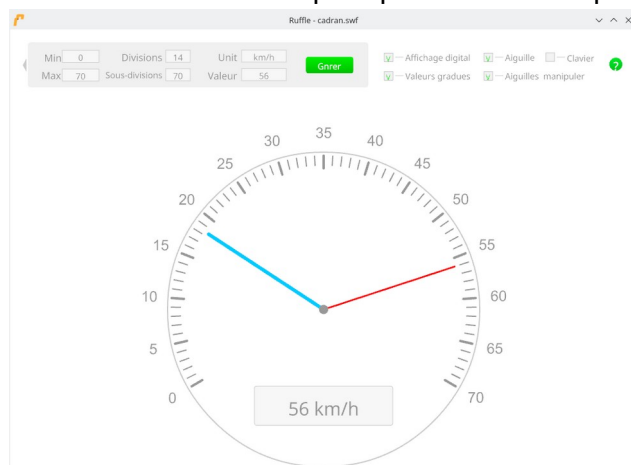 Ruffle - cadran.swf
Min 0 Divisions 14 Unit km/h
Max 70 Sous-divisions 70 Valeur 56
Gnrer
Affichage digital Aiguille Clavier
Valeurs gradues Aiguilles manipuler
?
35
30 40
25 45
20 50
15 55
10 60
5 65
0 70
56 km/h